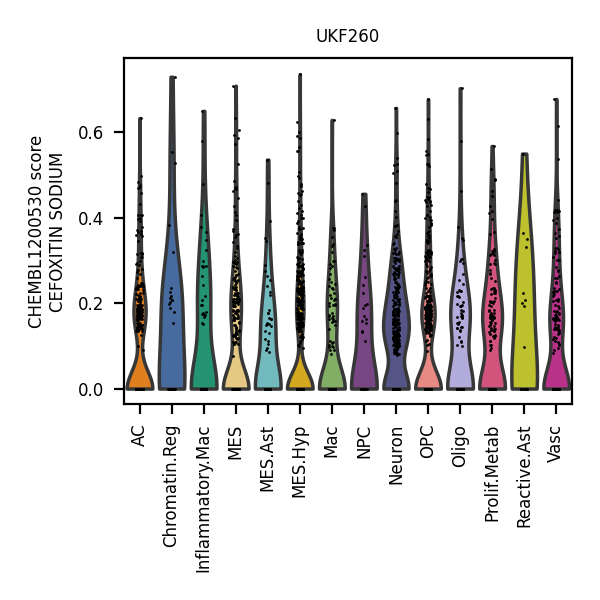 UKF260
CHEMBL1200530 score
CEFOXITIN SODIUM
0.6
0.4
0.2
0.0
AC
Chromatin.Reg
Inflammatory.Mac
MES
MES.Ast
MES.Hyp
Mac
NPC
Neuron
OPC
Oligo
Prolif.Metab
Reactive.Ast
Vasc